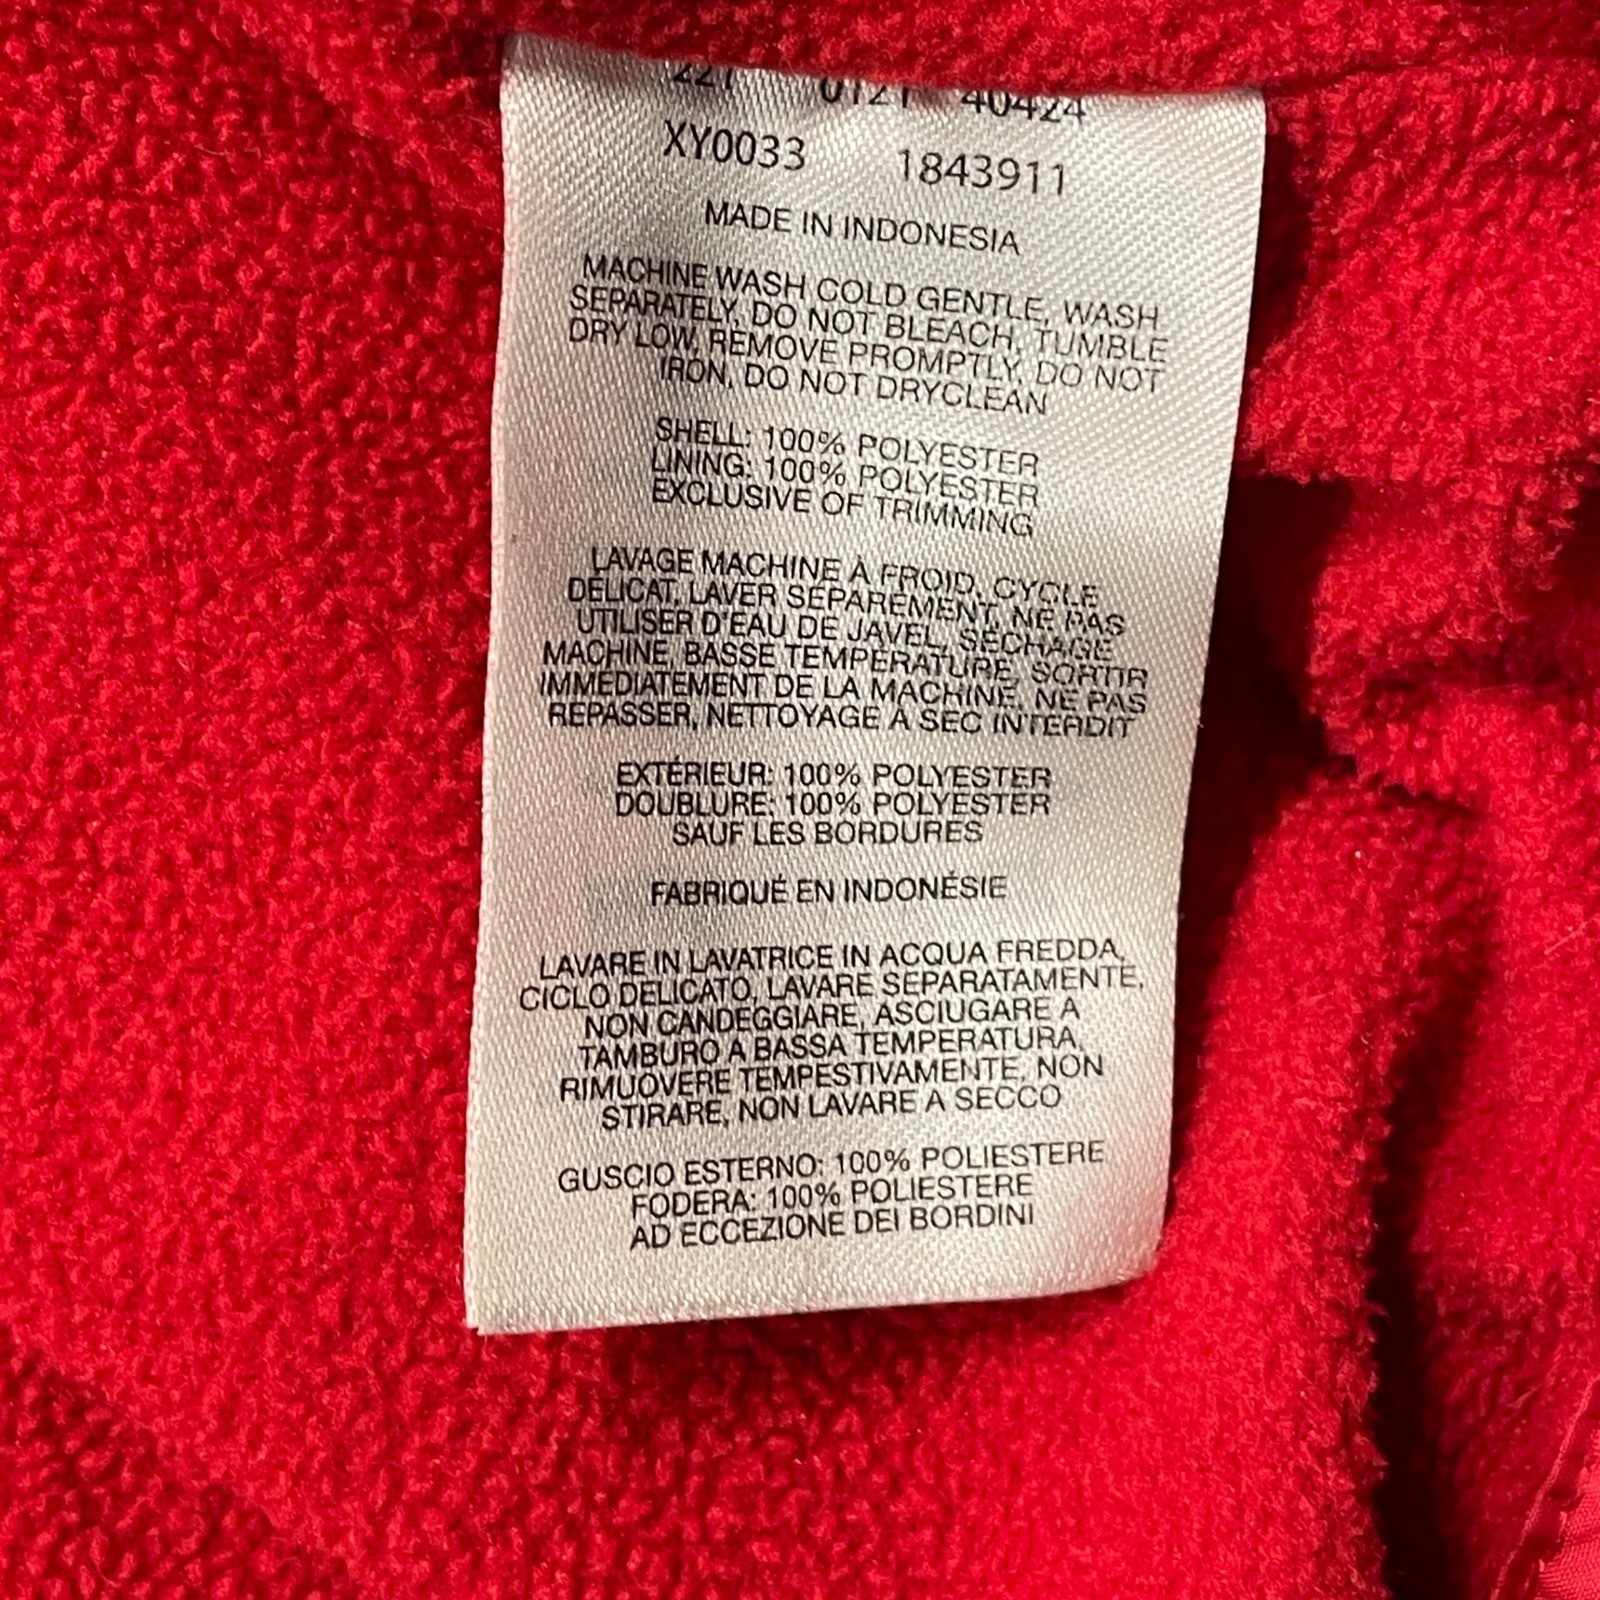 XY0033 1843911
MADE IN INDONESIA
MACHINE WASH COLD GENTLE, WASH
SEPARATELY, DO NOT BLEACH, TUMBLE
DRY LOW, REMOVE PROMPTLY, DO NOT
IRON, DO NOT DRYCLEAN
SHELL: 100% POLYESTER
LINING: 100% POLYESTER
EXCLUSIVE OF TRIMMING
LAVAGE MACHINE À FROID, CYCLE
DÉLICAT, LAVER SÉPARÉMENT, NE PAS
UTILISER D'EAU DE JAVEL, SÉCHAGE
MACHINE, BASSE TEMPÉRATURE, SORTIR
IMMÉDIATEMENT DE LA MACHINE, NE PAS
REPASSER, NETTOYAGE À SEC INTERDIT
EXTÉRIEUR: 100% POLYESTER
DOUBLURE: 100% POLYESTER
SAUF LES BORDURES
FABRIQUÉ EN INDONÉSIE
LAVARE IN LAVATRICE IN ACQUA FREDDA,
CICLO DELICATO, LAVARE SEPARATAMENTE,
NON CANDEGGIARE, ASCIUGARE A
TAMBURO A BASSA TEMPERATURA,
RIMUOVERE TEMPESTIVAMENTE, NON
STIRARE, NON LAVARE A SECCO
GUSCIO ESTERNO: 100% POLIESTERE
FODERA: 100% POLIESTERE
AD ECCEZIONE DEI BORDINI